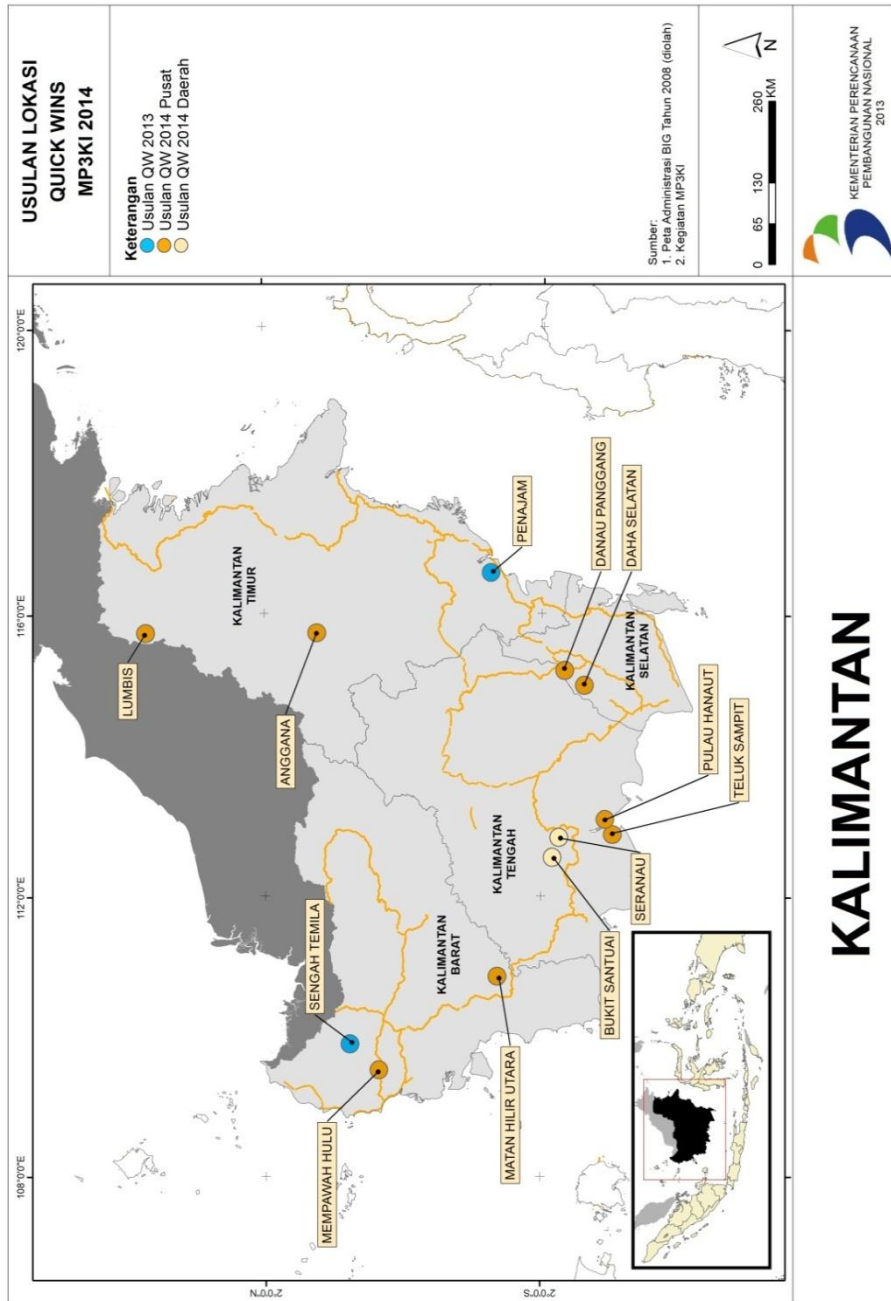 USULAN LOKASI
QUICK WINS
MP3KI 2014
Keterangan
Usulan QW 2013
Usulan QW 2014 Pusat
Usulan QW 2014 Daerah
Sumber:
1. Peta Administrasi BIG Tahun 2008 (diolah)
2. Kegiatan MP3KI
0 65 130 260
KM
N
KEMENTERIAN PERENCANAAN
PEMBANGUNAN NASIONAL
2013
108°0'0"E
112°0'0"E
116°0'0"E
120°0'0"E
2°0'0"N
2°0'0"S
LUMBIS
KALIMANTAN
TIMUR
ANGGANA
SENGAH TEMILA
MEMPAWAH HULU
KALIMANTAN
BARAT
KALIMANTAN
TENGAH
PENAJAM
DANAU PANGGANG
DAHA SELATAN
KALIMANTAN
SELATAN
MATAN HILIR UTARA
BUKIT SANTUAI
SERANAU
PULAU HANAUT
TELUK SAMPIT
KALIMANTAN